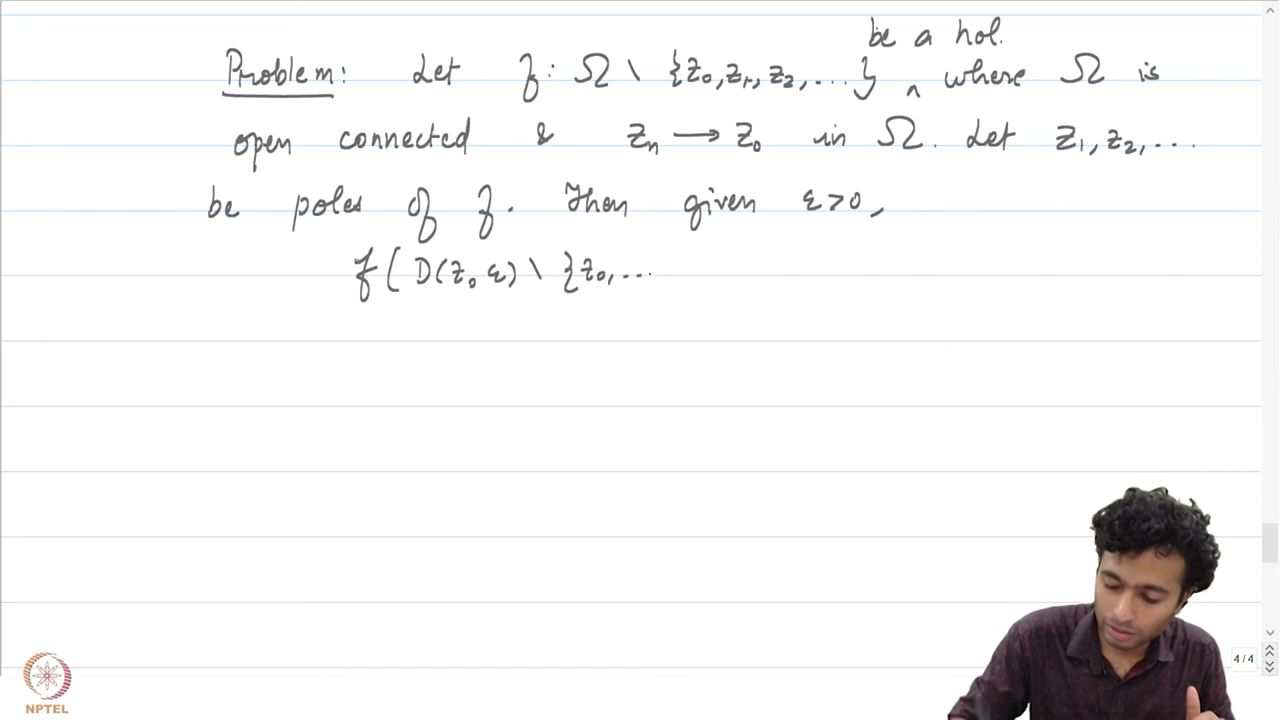 be a hol.
Problem: Let f: Ω \ {z₀, z₁, z₂, ...} ^ where Ω is
open connected & zₙ → z₀ in Ω. Let z₁, z₂, ...
be poles of f. Then given ε>0,
f( D(z₀, ε) \ {z₀, ...
4/4
NPTEL